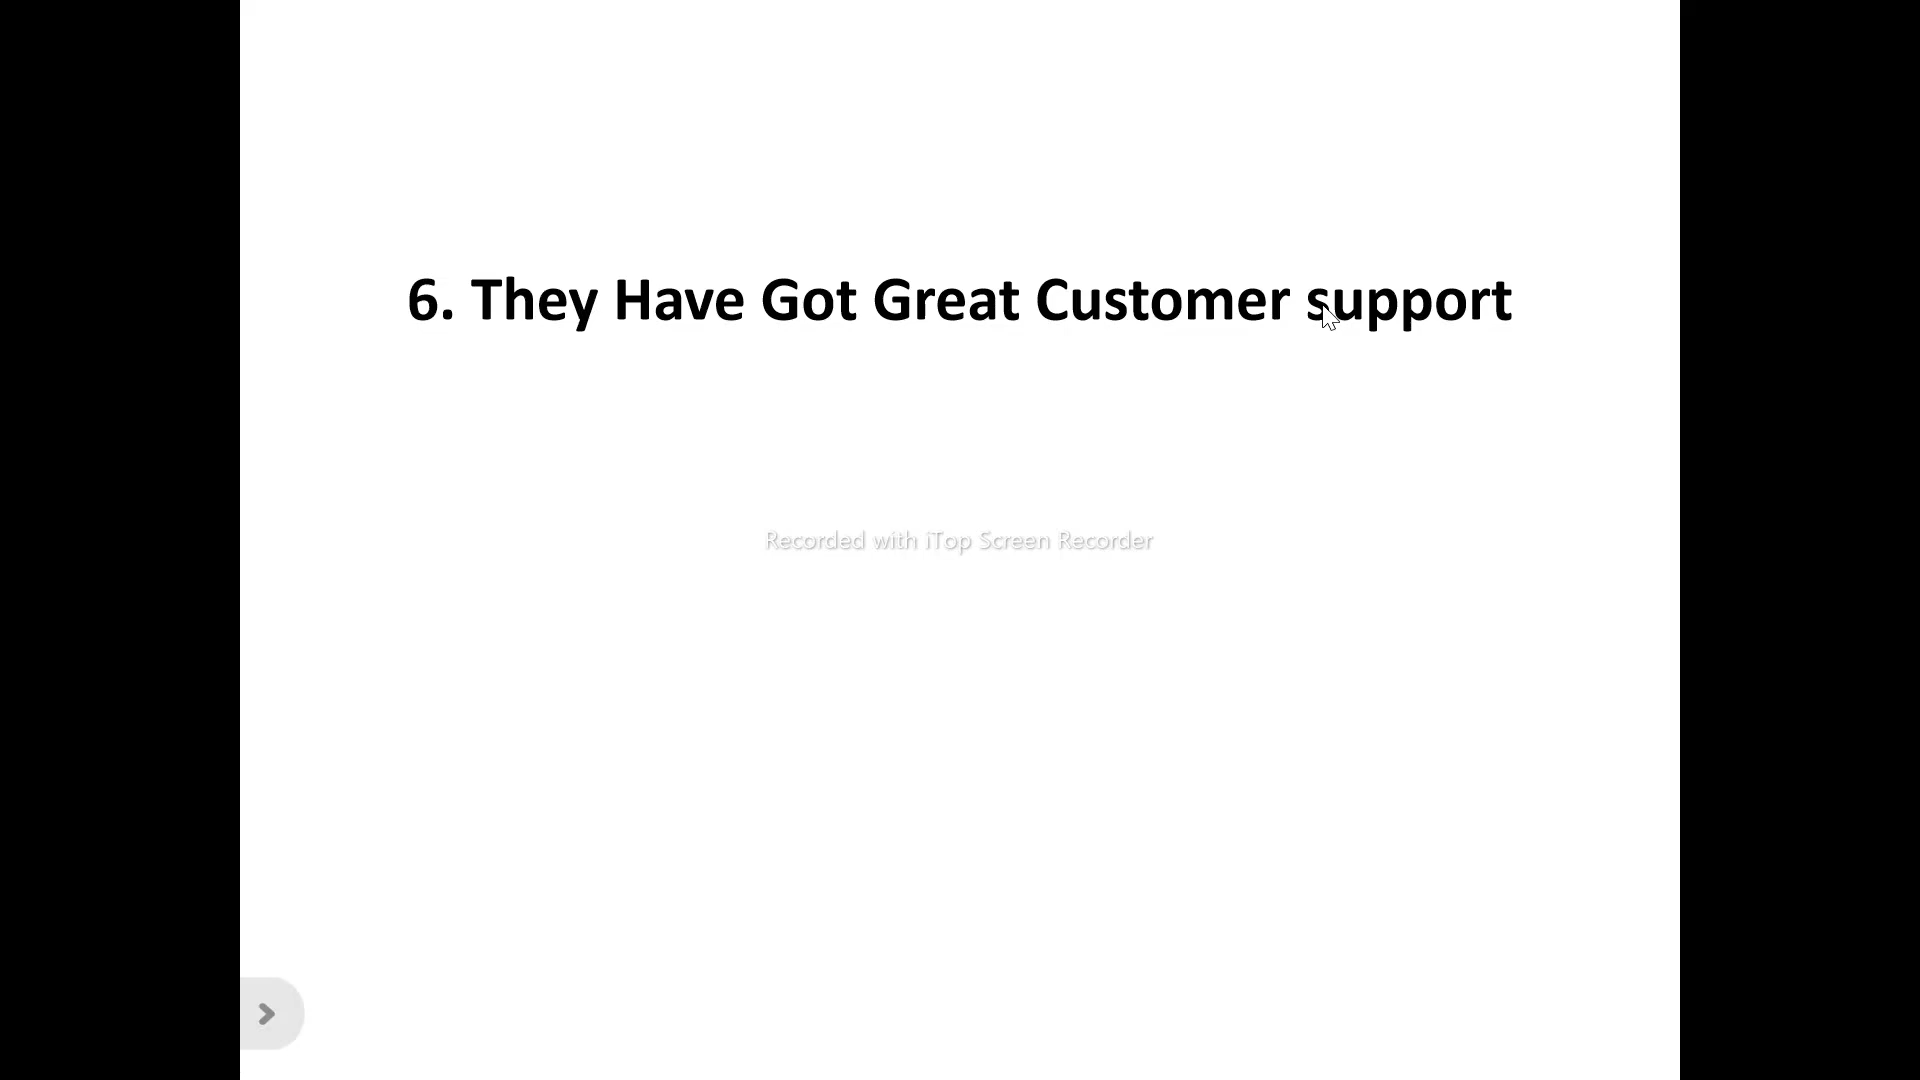 6. They Have Got Great Customer support
Recorded with iTop Screen Recorder